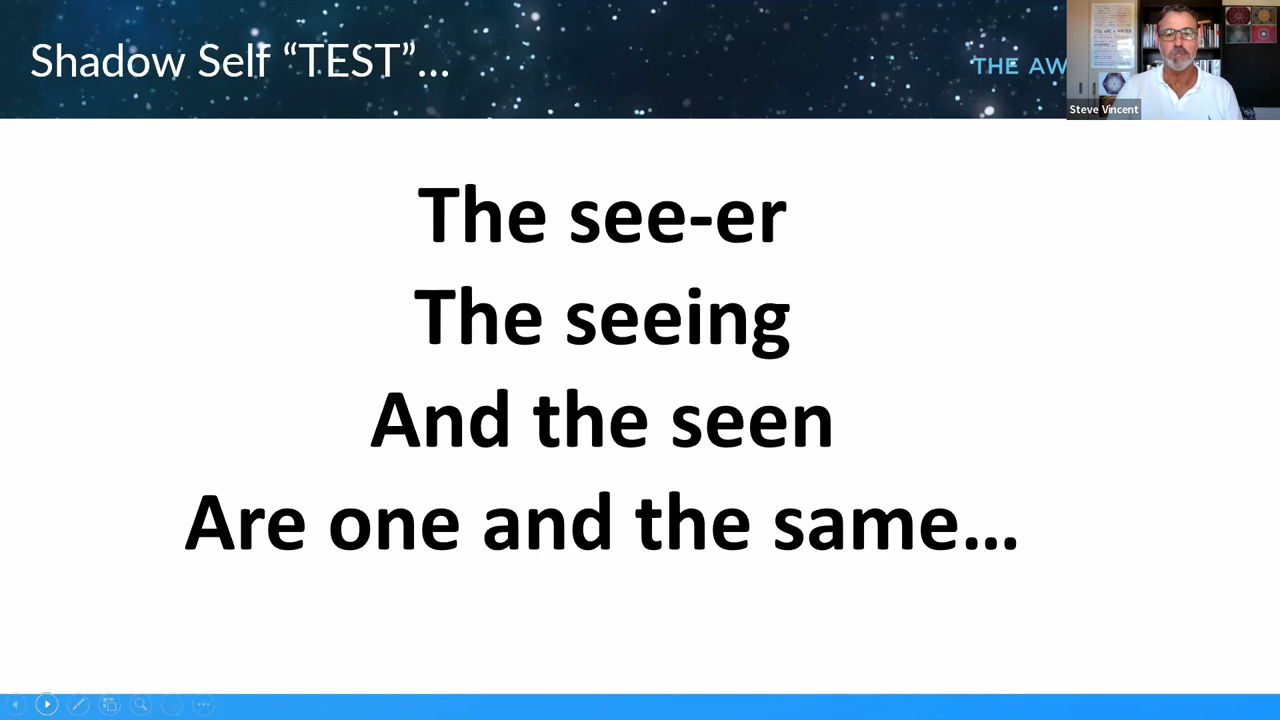 Shadow Self “TEST”...
THE AW
Steve Vincent
The see-er
The seeing
And the seen
Are one and the same...